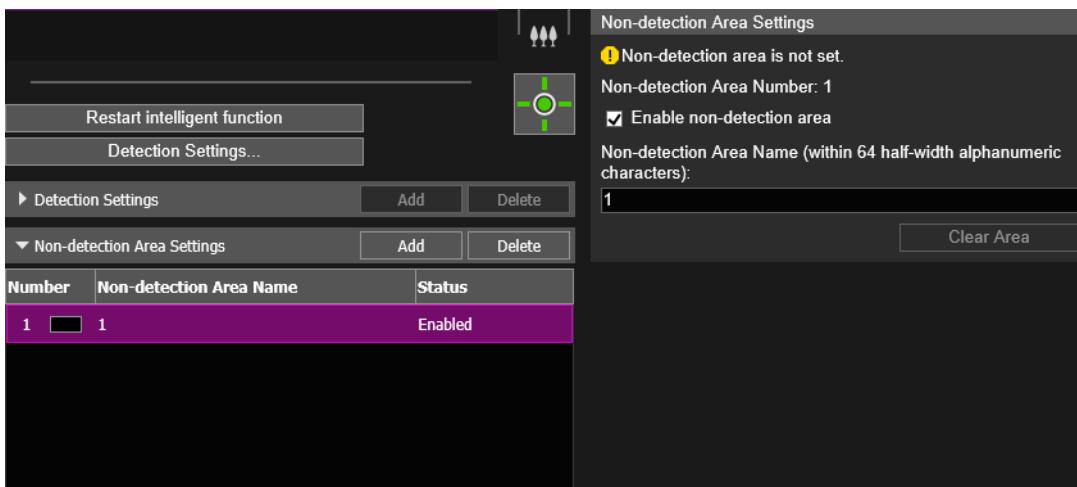 Restart intelligent function
Detection Settings...
Detection Settings Add Delete
Non-detection Area Settings Add Delete
Number Non-detection Area Name Status
1 1 Enabled
Non-detection Area Settings
Non-detection area is not set.
Non-detection Area Number: 1
Enable non-detection area
Non-detection Area Name (within 64 half-width alphanumeric
characters):
1
Clear Area